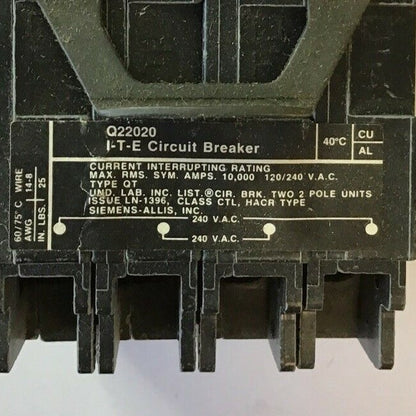 Q22020
I-T-E Circuit Breaker
40°C
CU
AL
CURRENT INTERRUPTING RATING
MAX. RMS. SYM. AMPS. 10,000 120/240 V.A.C.
TYPE QT
UND. LAB. INC. LIST.® CIR. BRK. TWO 2 POLE UNITS
ISSUE LN-1396, CLASS CTL, HACR TYPE
SIEMENS-ALLIS, INC.
240 V.A.C.
240 V.A.C.
60/75° C WIRE
AWG 14-8
IN. LBS. 25